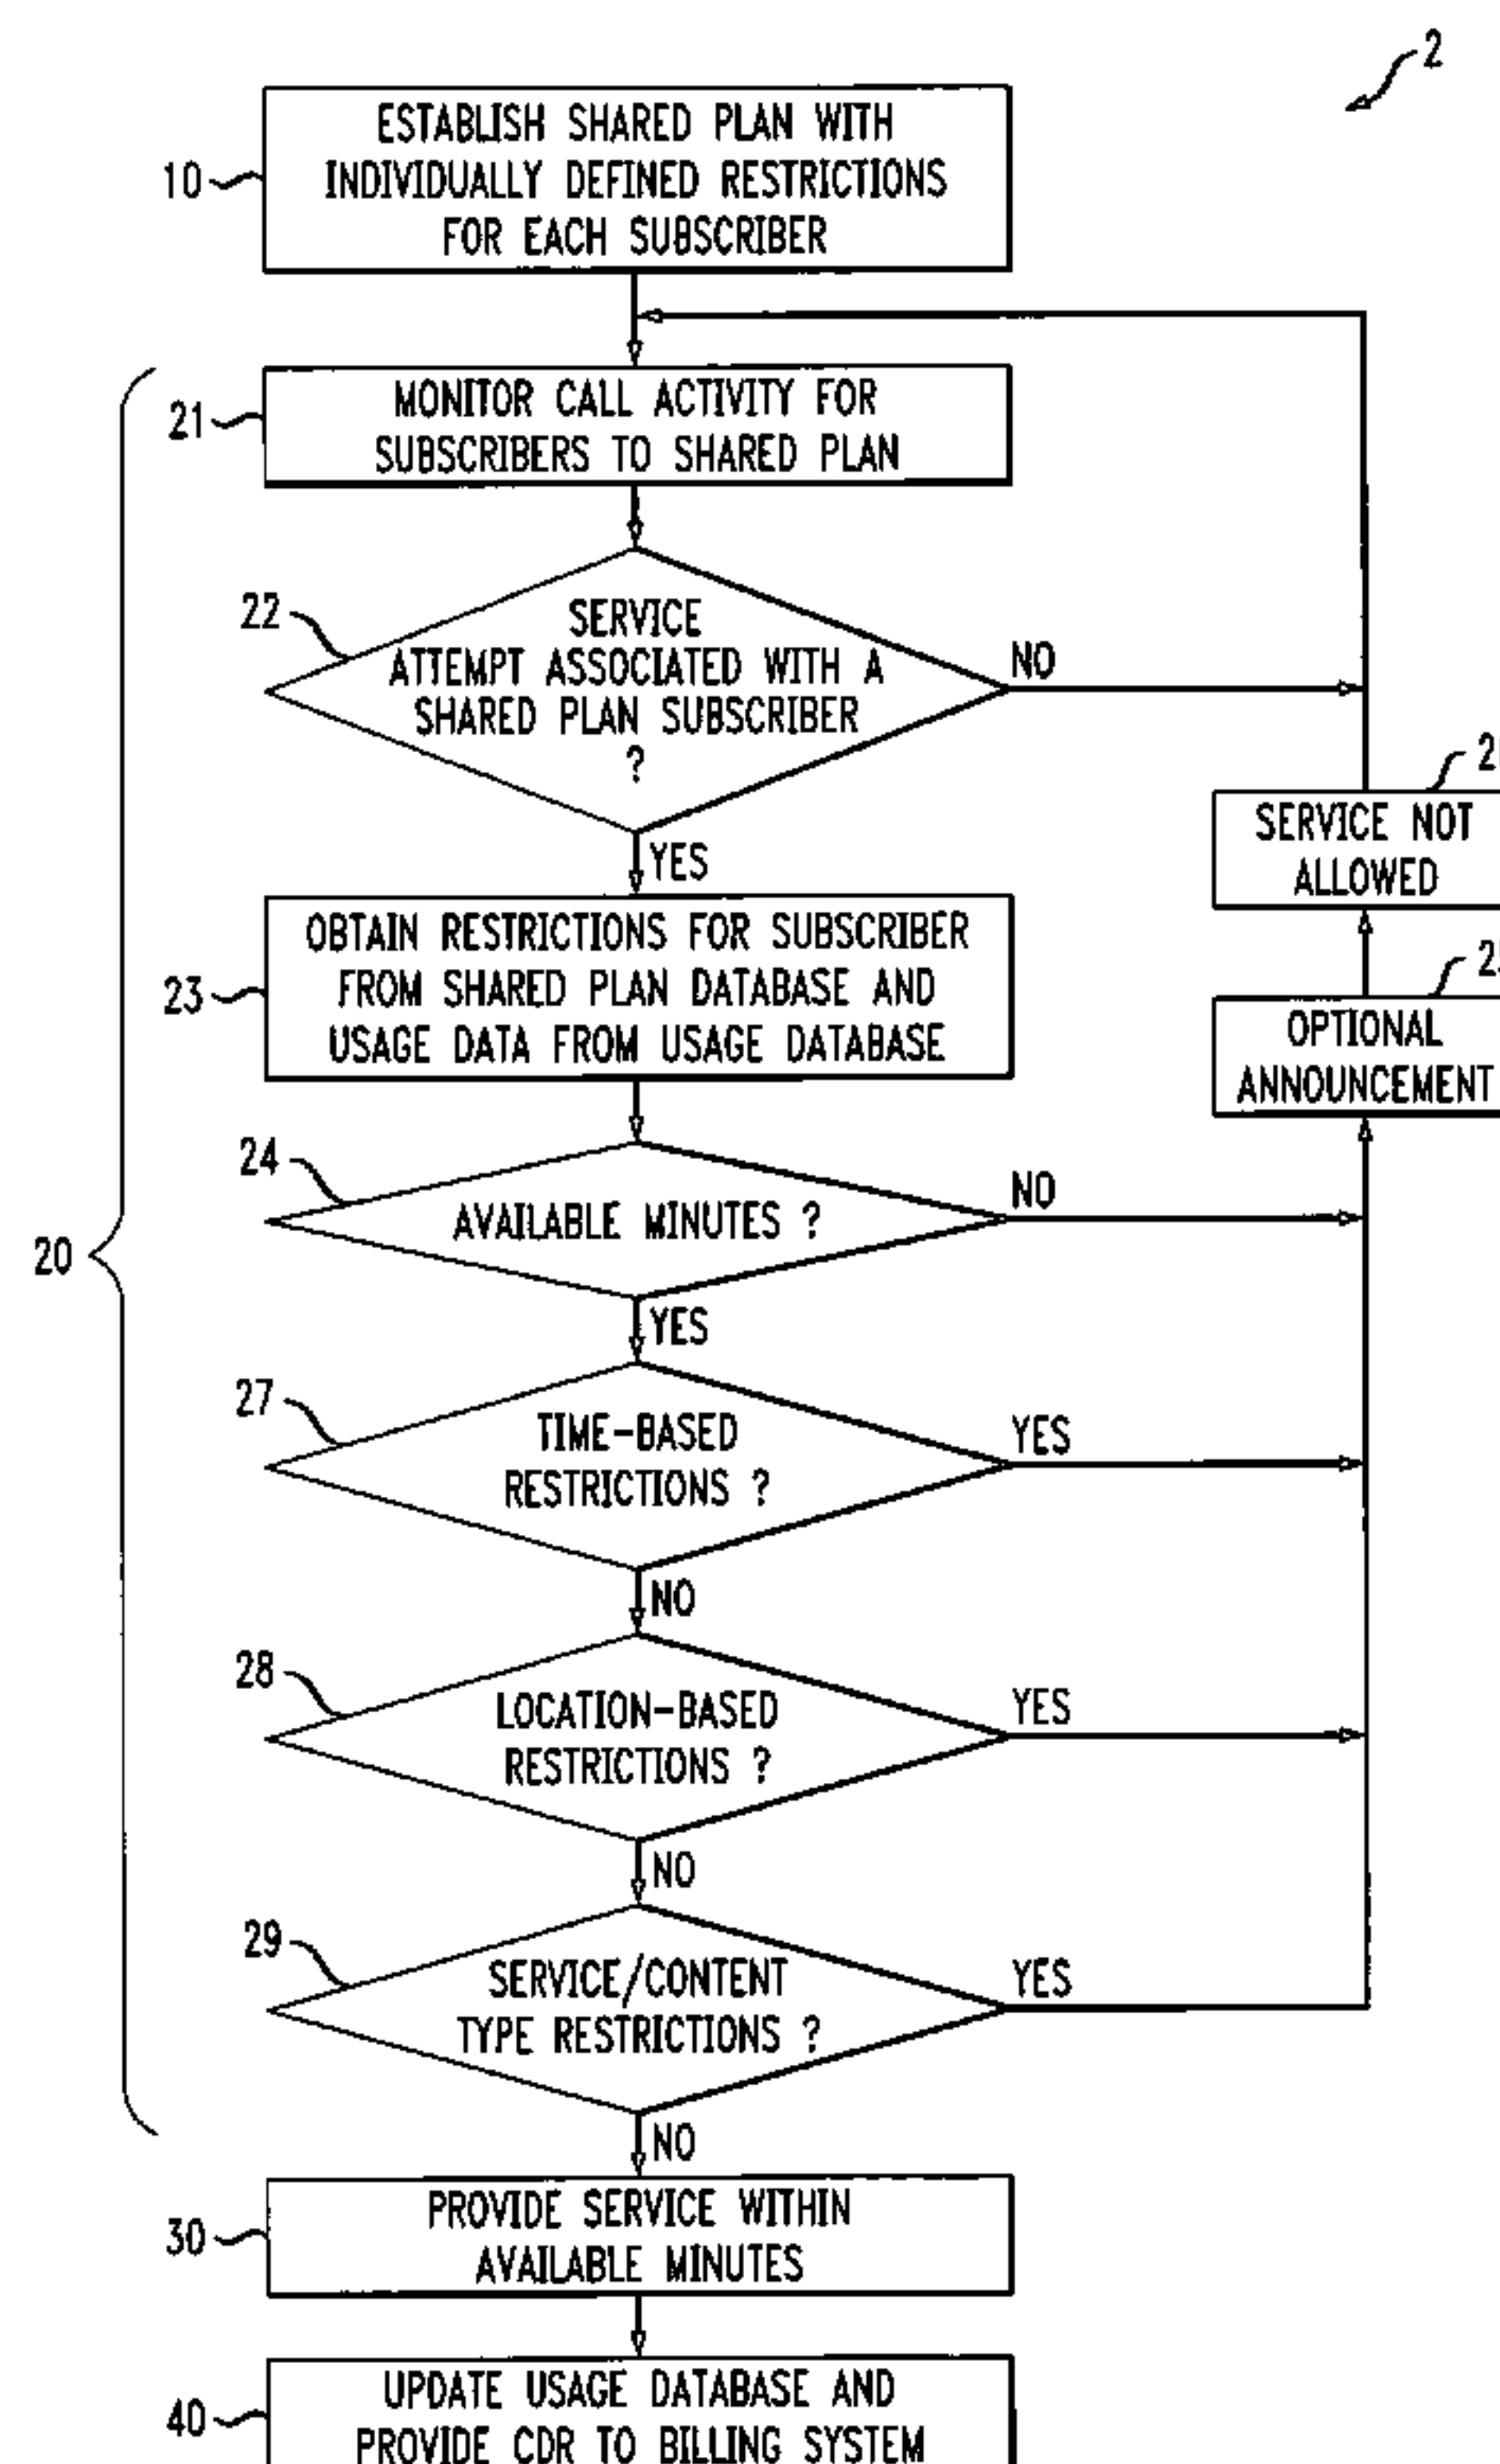 2
ESTABLISH SHARED PLAN WITH
INDIVIDUALLY DEFINED RESTRICTIONS
FOR EACH SUBSCRIBER
10
MONITOR CALL ACTIVITY FOR
SUBSCRIBERS TO SHARED PLAN
21
22
SERVICE
ATTEMPT ASSOCIATED WITH A
SHARED PLAN SUBSCRIBER
?
NO
YES
SERVICE NOT
ALLOWED
OBTAIN RESTRICTIONS FOR SUBSCRIBER
FROM SHARED PLAN DATABASE AND
USAGE DATA FROM USAGE DATABASE
23
OPTIONAL
ANNOUNCEMENT
24
AVAILABLE MINUTES ?
NO
YES
20
27
TIME-BASED
RESTRICTIONS ?
YES
NO
28
LOCATION-BASED
RESTRICTIONS ?
YES
NO
29
SERVICE/CONTENT
TYPE RESTRICTIONS ?
YES
NO
30
PROVIDE SERVICE WITHIN
AVAILABLE MINUTES
40
UPDATE USAGE DATABASE AND
PROVIDE CDR TO BILLING SYSTEM